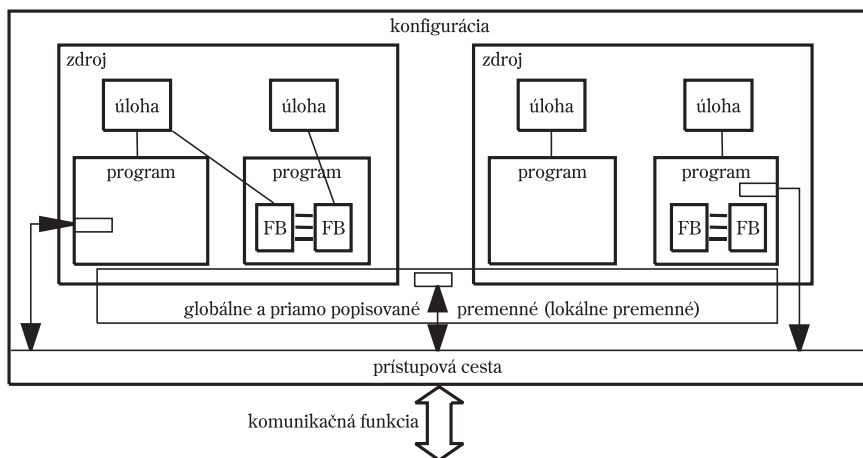 konfigurácia
zdroj
zdroj
úloha
úloha
úloha
úloha
program
program
program
program
FB
FB
FB
FB
globálne a priamo popisované premenné (lokálne premenné)
prístupová cesta
komunikačná funkcia